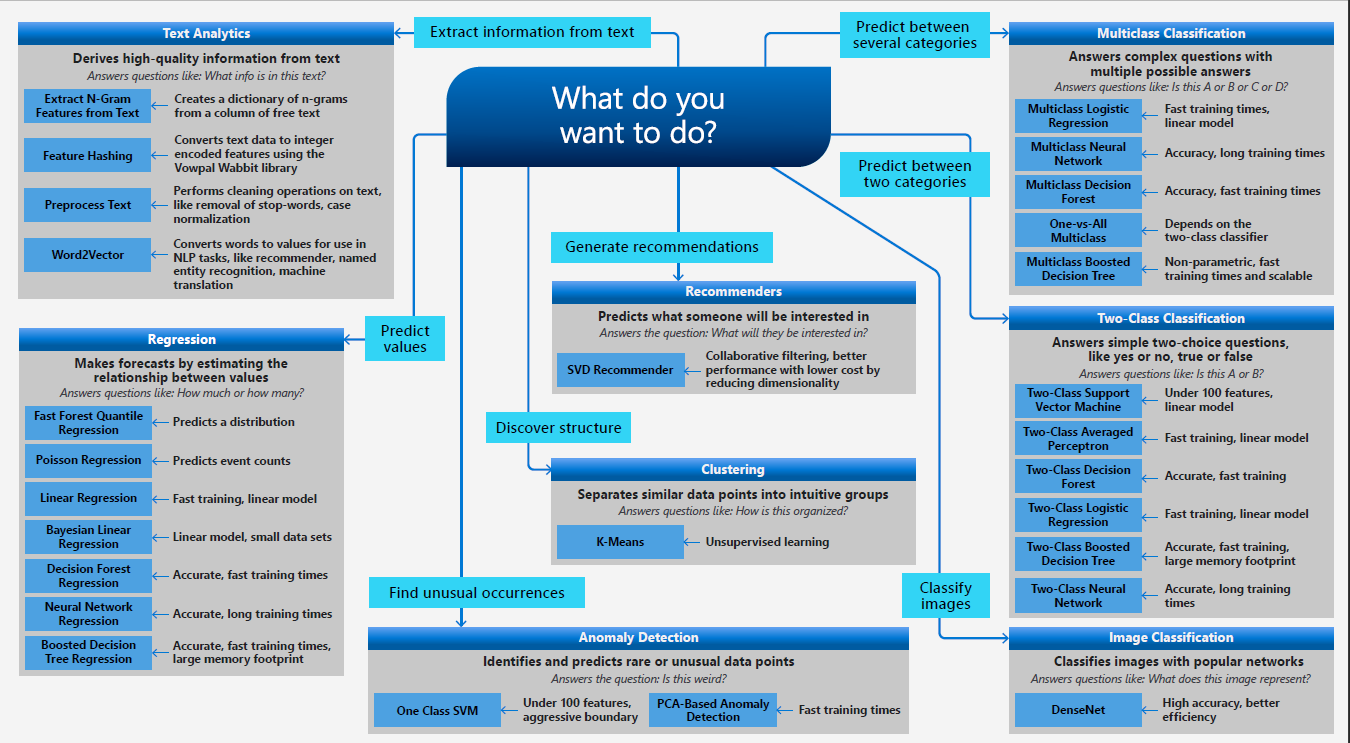 What do you
want to do?
Extract information from text
Text Analytics
Derives high-quality information from text
Answers questions like: What info is in this text?
Extract N-Gram
Features from Text
Creates a dictionary of n-grams
from a column of free text
Feature Hashing
Converts text data to integer
encoded features using the
Vowpal Wabbit library
Preprocess Text
Performs cleaning operations on text,
like removal of stop-words, case
normalization
Word2Vector
Converts words to values for use in
NLP tasks, like recommender, named
entity recognition, machine
translation
Predict
values
Regression
Makes forecasts by estimating the
relationship between values
Answers questions like: How much or how many?
Fast Forest Quantile
Regression
Predicts a distribution
Poisson Regression
Predicts event counts
Linear Regression
Fast training, linear model
Bayesian Linear
Regression
Linear model, small data sets
Decision Forest
Regression
Accurate, fast training times
Neural Network
Regression
Accurate, long training times
Boosted Decision
Tree Regression
Accurate, fast training times,
large memory footprint
Generate recommendations
Recommenders
Predicts what someone will be interested in
Answers the question: What will they be interested in?
SVD Recommender
Collaborative filtering, better
performance with lower cost by
reducing dimensionality
Discover structure
Clustering
Separates similar data points into intuitive groups
Answers questions like: How is this organized?
K-Means
Unsupervised learning
Find unusual occurrences
Anomaly Detection
Identifies and predicts rare or unusual data points
Answers the question: Is this weird?
One Class SVM
Under 100 features,
aggressive boundary
PCA-Based Anomaly
Detection
Fast training times
Predict between
several categories
Multiclass Classification
Answers complex questions with
multiple possible answers
Answers questions like: Is this A or B or C or D?
Multiclass Logistic
Regression
Fast training times,
linear model
Multiclass Neural
Network
Accuracy, long training times
Multiclass Decision
Forest
Accuracy, fast training times
One-vs-All
Multiclass
Depends on the
two-class classifier
Multiclass Boosted
Decision Tree
Non-parametric, fast
training times and scalable
Predict between
two categories
Two-Class Classification
Answers simple two-choice questions,
like yes or no, true or false
Answers questions like: Is this A or B?
Two-Class Support
Vector Machine
Under 100 features,
linear model
Two-Class Averaged
Perceptron
Fast training, linear model
Two-Class Decision
Forest
Accurate, fast training
Two-Class Logistic
Regression
Fast training, linear model
Two-Class Boosted
Decision Tree
Accurate, fast training,
large memory footprint
Two-Class Neural
Network
Accurate, long training
times
Classify
images
Image Classification
Classifies images with popular networks
Answers questions like: What does this image represent?
DenseNet
High accuracy, better
efficiency